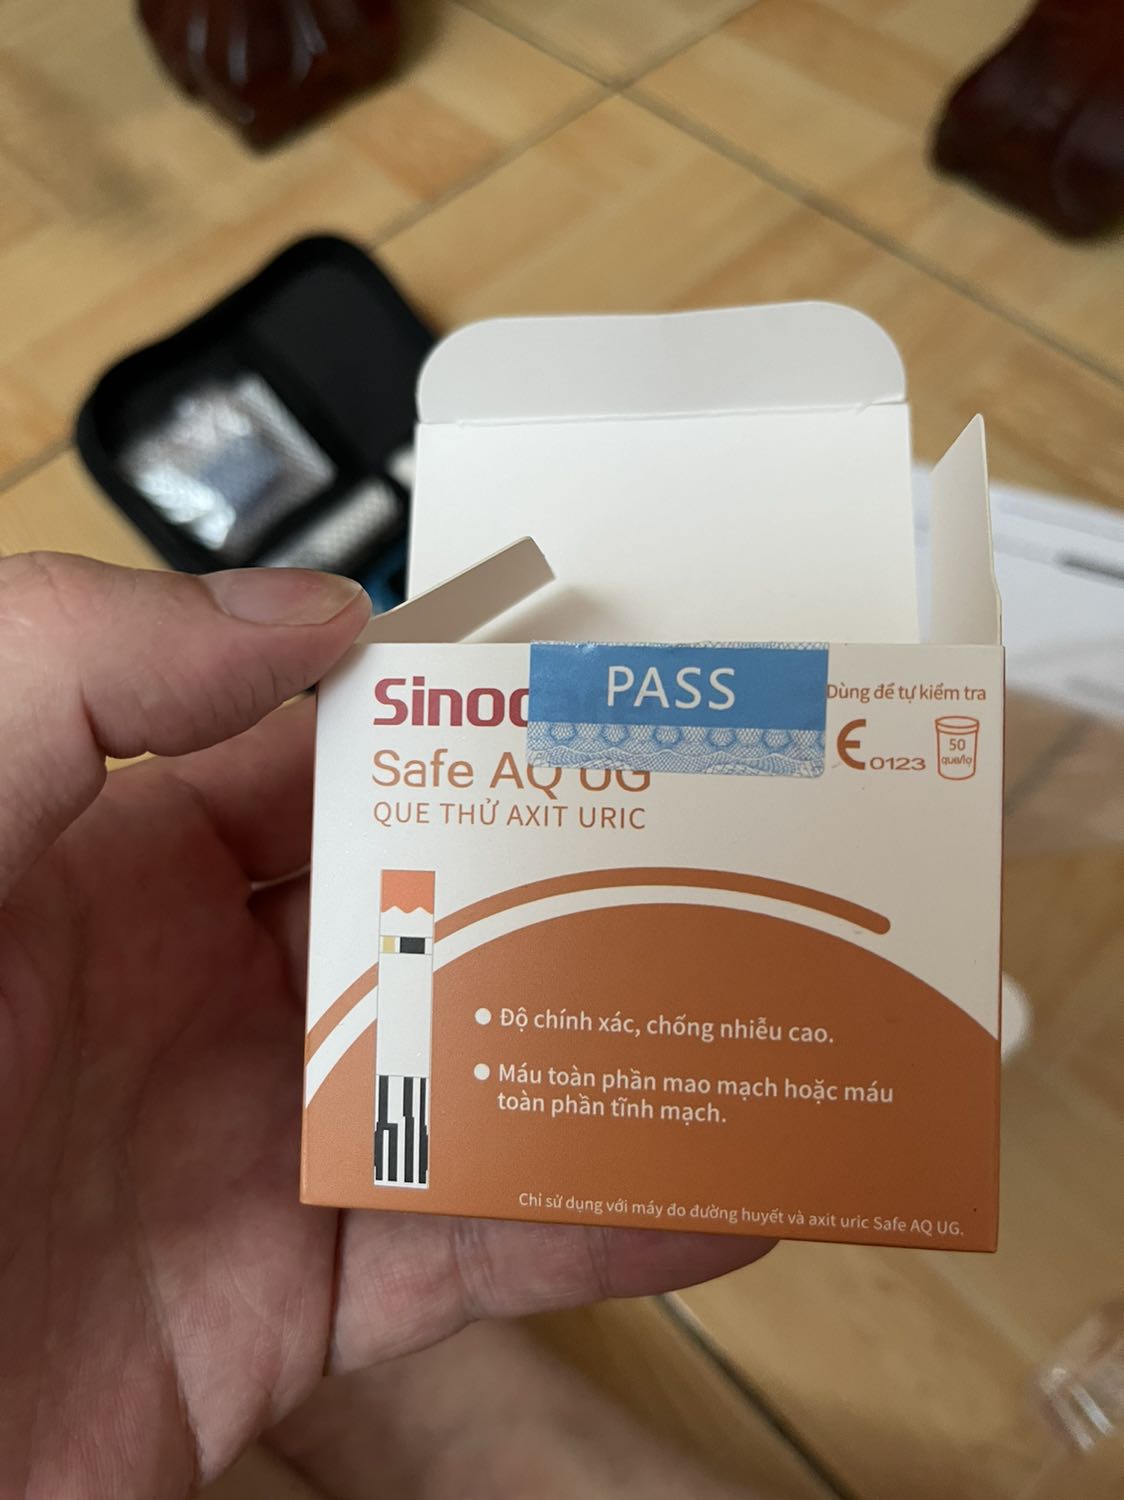 PASS
Dùng để tự kiểm tra
Safe AQ UG
0123
50
que/lọ
QUE THỬ AXIT URIC
Độ chính xác, chống nhiễu cao.
Máu toàn phần mao mạch hoặc máu
toàn phần tĩnh mạch.
Chỉ sử dụng với máy đo đường huyết và axit uric Safe AQ UG.